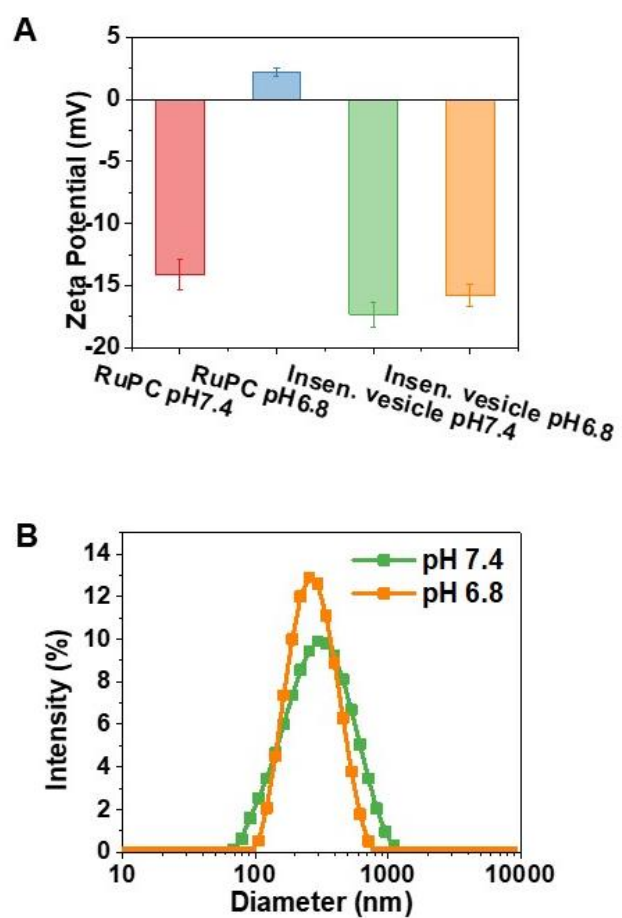 A
Zeta Potential (mV)
5
0
-5
-10
-15
-20
RuPC pH7.4
RuPC pH6.8
Insen. vesicle pH7.4
Insen. vesicle pH6.8
B
Intensity (%)
14
12
10
8
6
4
2
0
pH 7.4
pH 6.8
10
100
1000
10000
Diameter (nm)